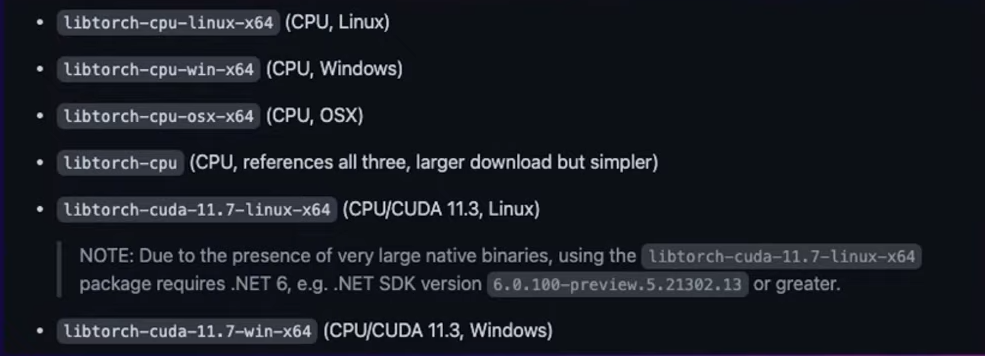 • libtorch-cpu-linux-x64 (CPU, Linux)
• libtorch-cpu-win-x64 (CPU, Windows)
• libtorch-cpu-osx-x64 (CPU, OSX)
• libtorch-cpu (CPU, references all three, larger download but simpler)
• libtorch-cuda-11.7-linux-x64 (CPU/CUDA 11.3, Linux)
NOTE: Due to the presence of very large native binaries, using the libtorch-cuda-11.7-linux-x64
package requires .NET 6, e.g. .NET SDK version 6.0.100-preview.5.21302.13 or greater.
• libtorch-cuda-11.7-win-x64 (CPU/CUDA 11.3, Windows)